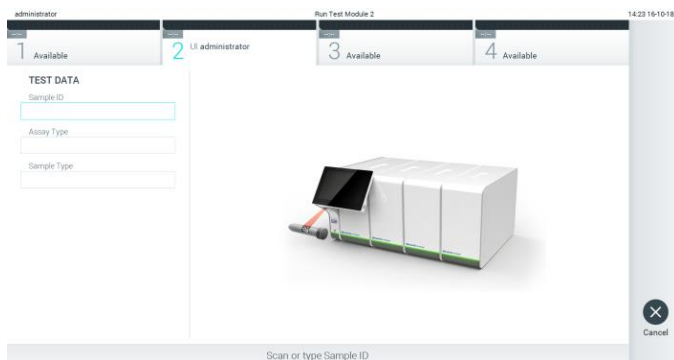 administrator
Run Test Module 2
14:23 16-10-18
1 Available
2 UI administrator
3 Available
4 Available
TEST DATA
Sample ID
Assay Type
Sample Type
Cancel
Scan or type Sample ID